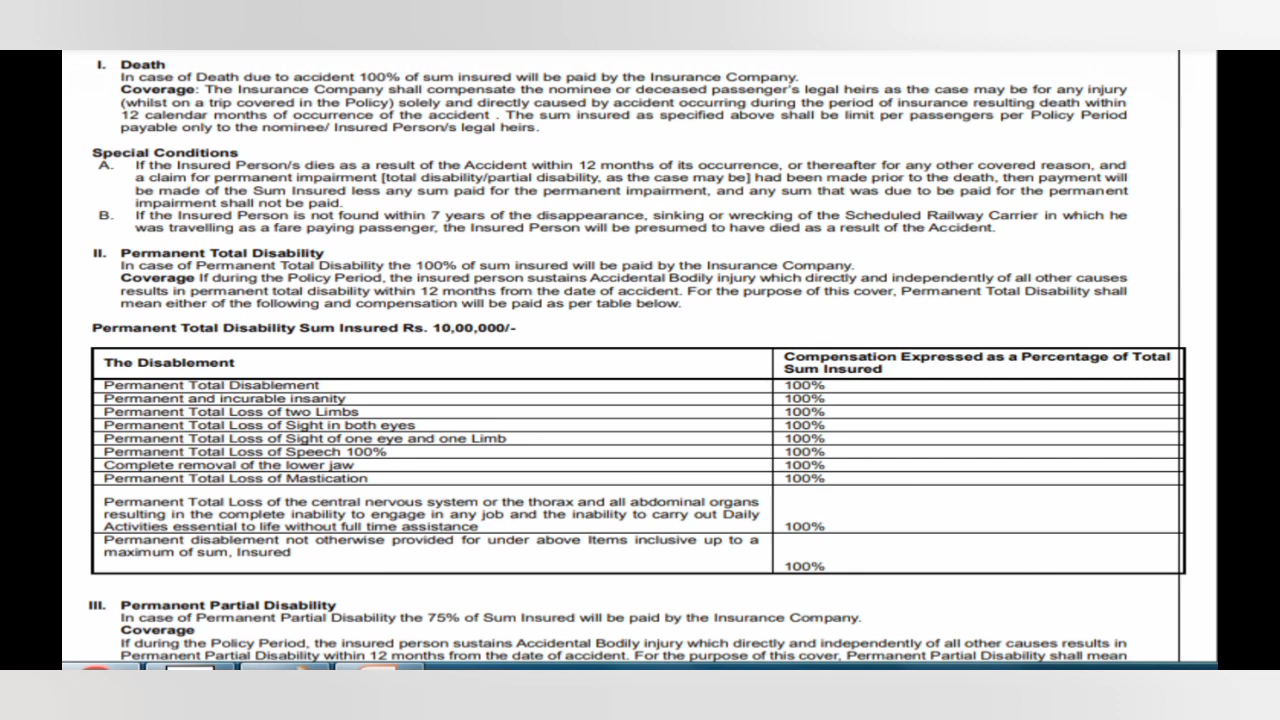 I. Death
In case of Death due to accident 100% of sum insured will be paid by the Insurance Company.
Coverage: The Insurance Company shall compensate the nominee or deceased passenger's legal heirs as the case may be for any injury
(whilst on a trip covered in the Policy) solely and directly caused by accident occurring during the period of insurance resulting death within
12 calendar months of occurrence of the accident . The sum insured as specified above shall be limit per passengers per Policy Period
payable only to the nominee/ Insured Person/s legal heirs.
Special Conditions
A. If the Insured Person/s dies as a result of the Accident within 12 months of its occurrence, or thereafter for any other covered reason, and
a claim for permanent impairment [total disability/partial disability, as the case may be] had been made prior to the death, then payment will
be made of the Sum Insured less any sum paid for the permanent impairment, and any sum that was due to be paid for the permanent
impairment shall not be paid.
B. If the Insured Person is not found within 7 years of the disappearance, sinking or wrecking of the Scheduled Railway Carrier in which he
was travelling as a fare paying passenger, the Insured Person will be presumed to have died as a result of the Accident.
II. Permanent Total Disability
In case of Permanent Total Disability the 100% of sum insured will be paid by the Insurance Company.
Coverage If during the Policy Period, the insured person sustains Accidental Bodily injury which directly and independently of all other causes
results in permanent total disability within 12 months from the date of accident. For the purpose of this cover, Permanent Total Disability shall
mean either of the following and compensation will be paid as per table below.
Permanent Total Disability Sum Insured Rs. 10,00,000/-
The Disablement Compensation Expressed as a Percentage of Total
Sum Insured
Permanent Total Disablement 100%
Permanent and incurable insanity 100%
Permanent Total Loss of two Limbs 100%
Permanent Total Loss of Sight in both eyes 100%
Permanent Total Loss of Sight of one eye and one Limb 100%
Permanent Total Loss of Speech 100% 100%
Complete removal of the lower jaw 100%
Permanent Total Loss of Mastication 100%
Permanent Total Loss of the central nervous system or the thorax and all abdominal organs
resulting in the complete inability to engage in any job and the inability to carry out Daily
Activities essential to life without full time assistance 100%
Permanent disablement not otherwise provided for under above Items inclusive up to a
maximum of sum, Insured
100%
III. Permanent Partial Disability
In case of Permanent Partial Disability the 75% of Sum Insured will be paid by the Insurance Company.
Coverage
If during the Policy Period, the insured person sustains Accidental Bodily injury which directly and independently of all other causes results in
Permanent Partial Disability within 12 months from the date of accident. For the purpose of this cover, Permanent Partial Disability shall mean